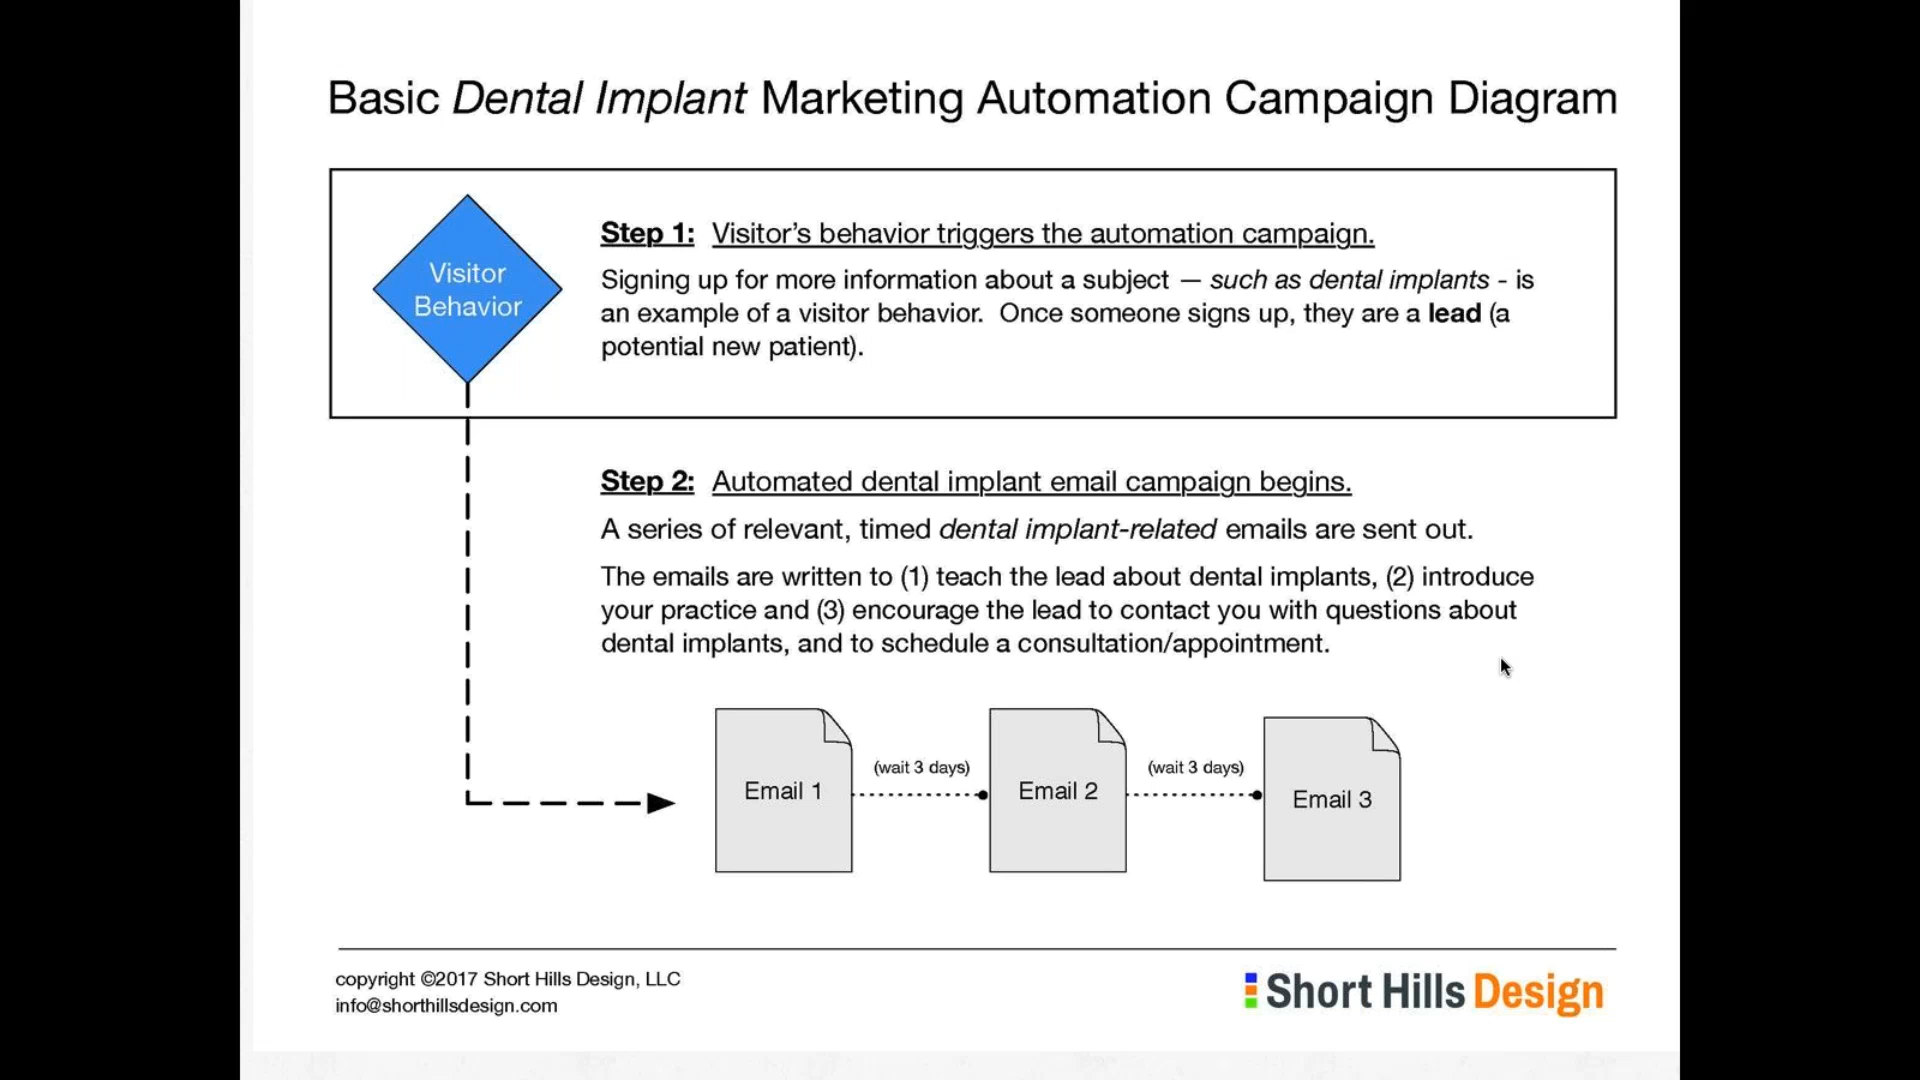 Basic Dental Implant Marketing Automation Campaign Diagram
Visitor
Behavior
Step 1: Visitor’s behavior triggers the automation campaign.
Signing up for more information about a subject — such as dental implants - is
an example of a visitor behavior. Once someone signs up, they are a lead (a
potential new patient).
Step 2: Automated dental implant email campaign begins.
A series of relevant, timed dental implant-related emails are sent out.
The emails are written to (1) teach the lead about dental implants, (2) introduce
your practice and (3) encourage the lead to contact you with questions about
dental implants, and to schedule a consultation/appointment.
Email 1
(wait 3 days)
Email 2
(wait 3 days)
Email 3
copyright ©2017 Short Hills Design, LLC
info@shorthillsdesign.com
Short Hills Design